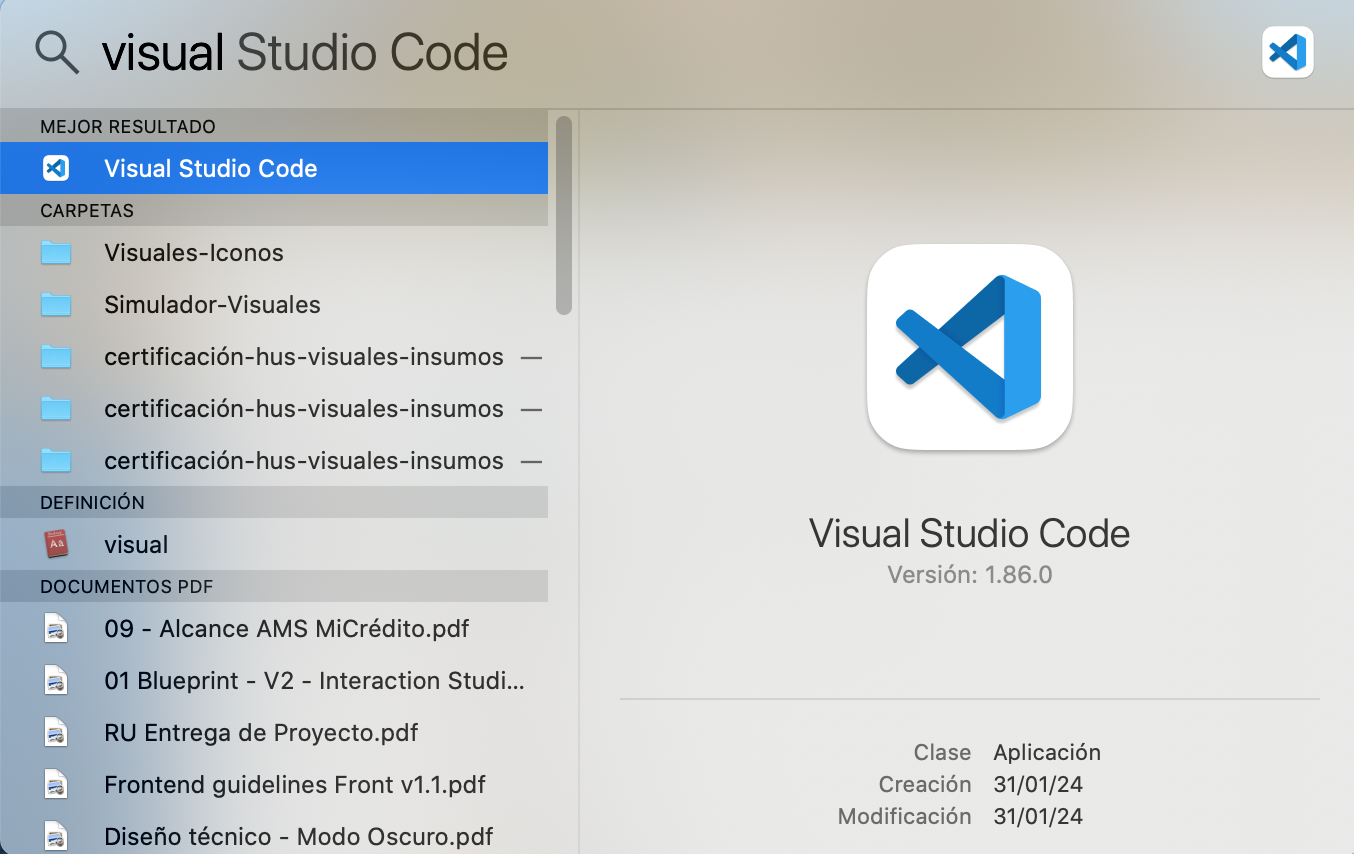 visual Studio Code
MEJOR RESULTADO
Visual Studio Code
CARPETAS
Visuales-Iconos
Simulador-Visuales
certificación-hus-visuales-insumos —
certificación-hus-visuales-insumos —
certificación-hus-visuales-insumos —
DEFINICIÓN
visual
DOCUMENTOS PDF
09 - Alcance AMS MiCrédito.pdf
01 Blueprint - V2 - Interaction Studi...
RU Entrega de Proyecto.pdf
Frontend guidelines Front v1.1.pdf
Diseño técnico - Modo Oscuro.pdf
Visual Studio Code
Versión: 1.86.0
Clase Aplicación
Creación 31/01/24
Modificación 31/01/24